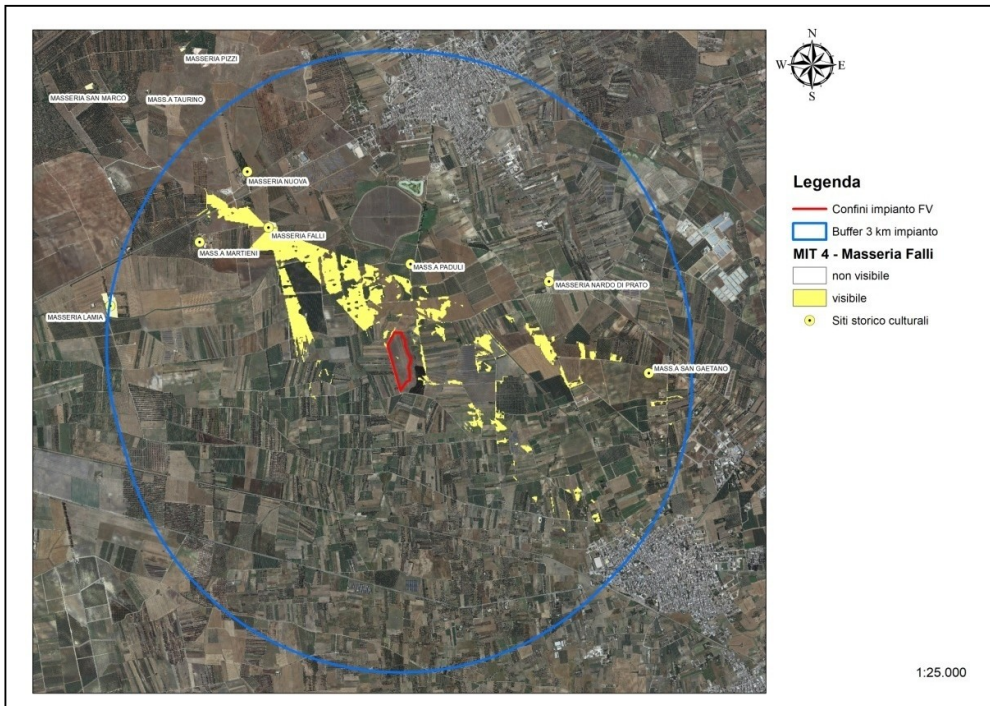 MASSERIA PIZZI
MASSERIA SAN MARCO
MASS.A TAURINO
MASSERIA NUOVA
MASSERIA FALLI
MASS.A MARTIENI
MASS.A PADULI
MASSERIA NARDO DI PRATO
MASSERIA LAMIA
MASS.A SAN GAETANO
N
W
E
S
Legenda
Confini impianto FV
Buffer 3 km impianto
MIT 4 - Masseria Falli
non visibile
visibile
Siti storico culturali
1:25.000